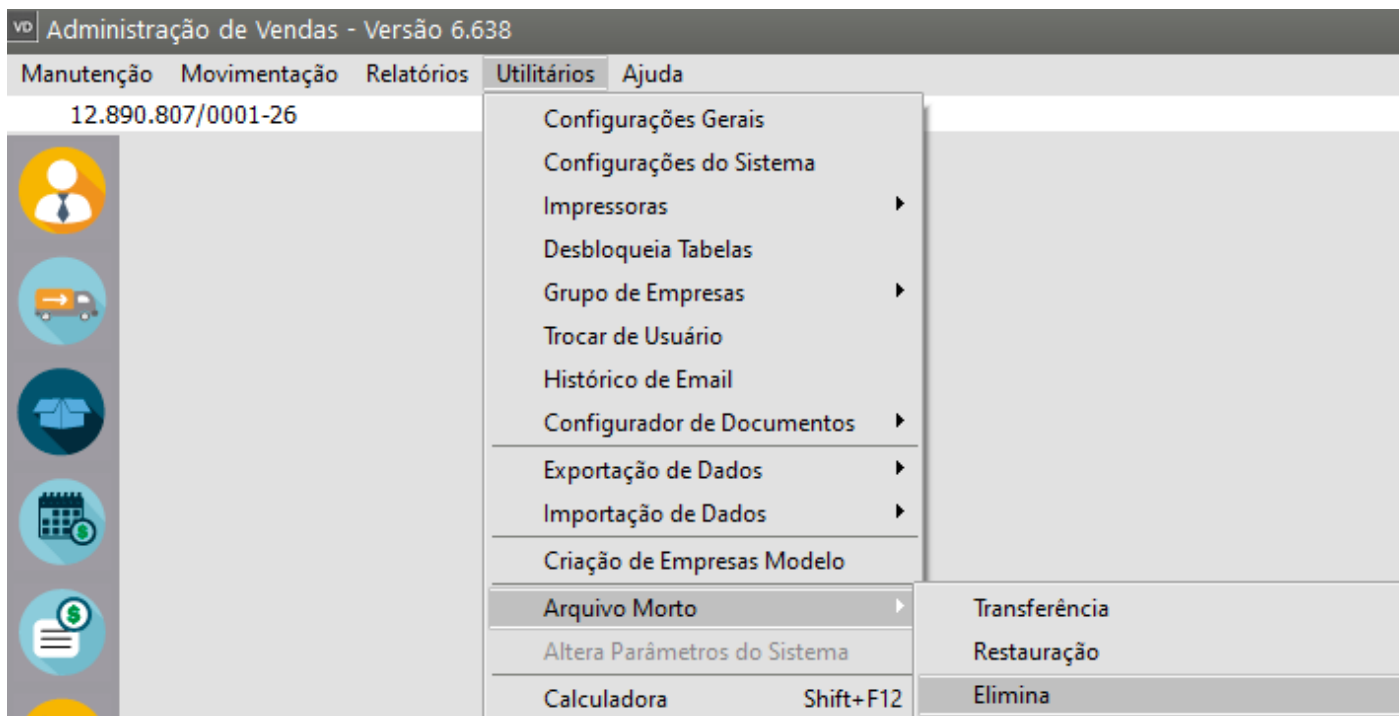 VD Administração de Vendas - Versão 6.638
Manutenção Movimentação Relatórios Utilitários Ajuda
12.890.807/0001-26
Configurações Gerais
Configurações do Sistema
Impressoras
Desbloqueia Tabelas
Grupo de Empresas
Trocar de Usuário
Histórico de Email
Configurador de Documentos
Exportação de Dados
Importação de Dados
Criação de Empresas Modelo
Arquivo Morto
Transferência
Altera Parâmetros do Sistema
Restauração
Calculadora Shift+F12
Elimina
$
$